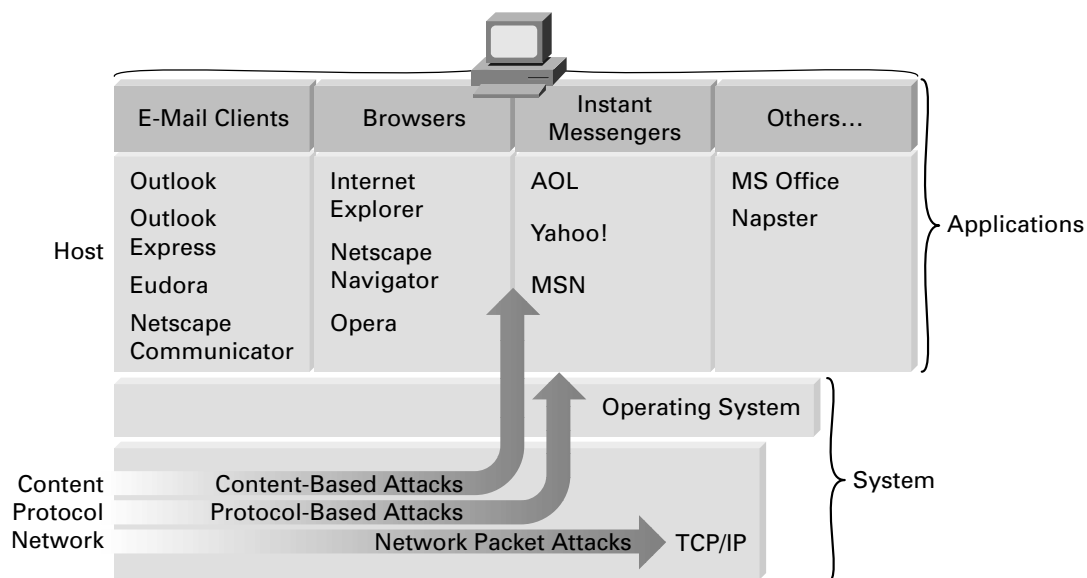 E-Mail Clients
Browsers
Instant
Messengers
Others…
Host
Outlook
Outlook
Express
Eudora
Netscape
Communicator
Internet
Explorer
Netscape
Navigator
Opera
AOL
Yahoo!
MSN
MS Office
Napster
Applications
Operating System
System
Content
Content-Based Attacks
Protocol
Protocol-Based Attacks
Network
Network Packet Attacks
TCP/IP